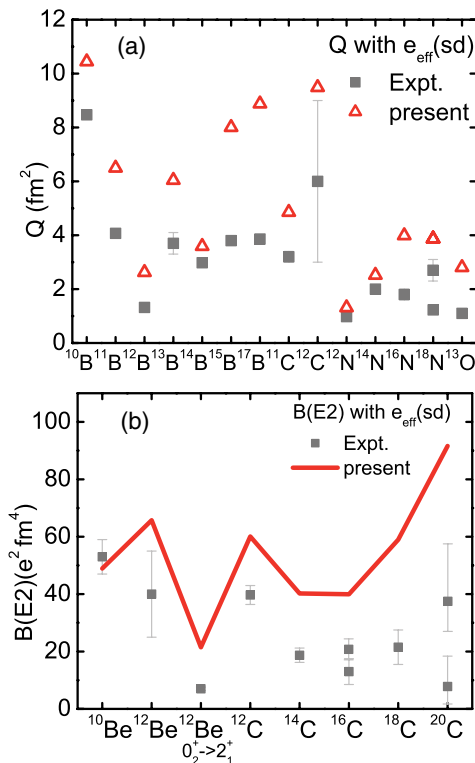 (a)
Q with e_eff(sd)
Expt.
present
Q (fm²)
12
10
8
6
4
2
0
¹⁰B ¹¹B ¹²B ¹³B ¹⁴B ¹⁵B ¹⁷B ¹¹C ¹²C ¹²N ¹⁴N ¹⁶N ¹⁸N ¹³O
(b)
B(E2) with e_eff(sd)
Expt.
present
B(E2)(e² fm⁴)
100
80
60
40
20
0
¹⁰Be ¹²Be ¹²Be ¹²C ¹⁴C ¹⁶C ¹⁸C ²⁰C
0₂⁺->2₁⁺